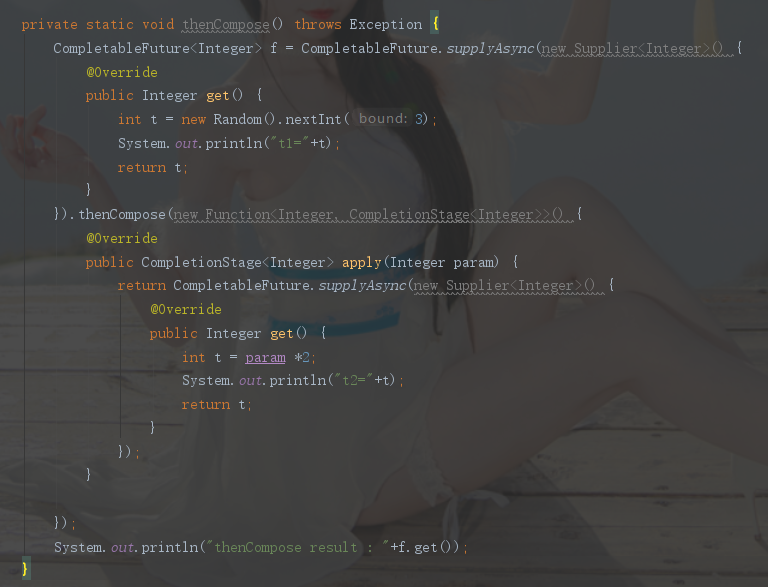 private static void thenCompose() throws Exception {
    CompletableFuture<Integer> f = CompletableFuture.supplyAsync(new Supplier<Integer>() {
        @Override
        public Integer get() {
            int t = new Random().nextInt( bound: 3);
            System.out.println("t1="+t);
            return t;
        }
    }).thenCompose(new Function<Integer, CompletionStage<Integer>>() {
        @Override
        public CompletionStage<Integer> apply(Integer param) {
            return CompletableFuture.supplyAsync(new Supplier<Integer>() {
                @Override
                public Integer get() {
                    int t = param *2;
                    System.out.println("t2="+t);
                    return t;
                }
            });
        }
    });
    System.out.println("thenCompose result : "+f.get());
}